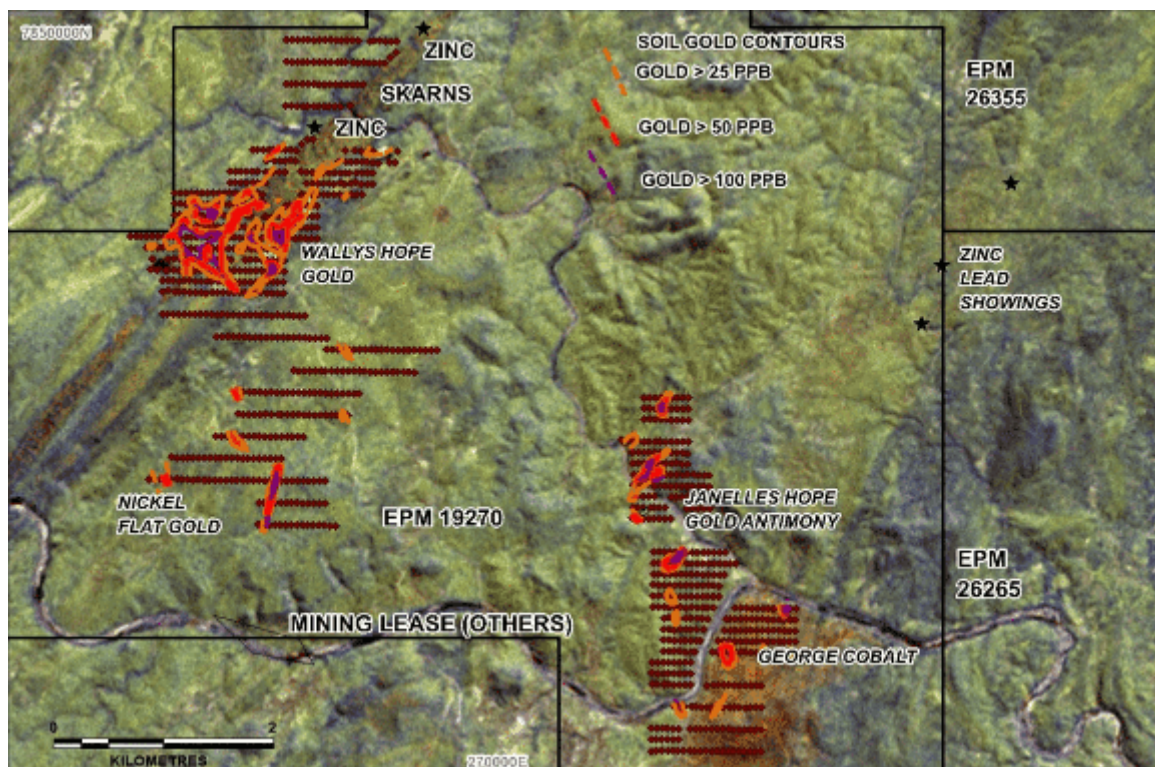 7850000N
ZINC
SKARNS
ZINC
SOIL GOLD CONTOURS
GOLD > 25 PPB
GOLD > 50 PPB
GOLD > 100 PPB
EPM
26355
WALLYS HOPE
GOLD
ZINC
LEAD
SHOWINGS
NICKEL
FLAT GOLD
EPM 19270
JANELLES HOPE
GOLD ANTIMONY
EPM
26265
MINING LEASE (OTHERS)
GEORGE COBALT
0
2
KILOMETRES
270000E